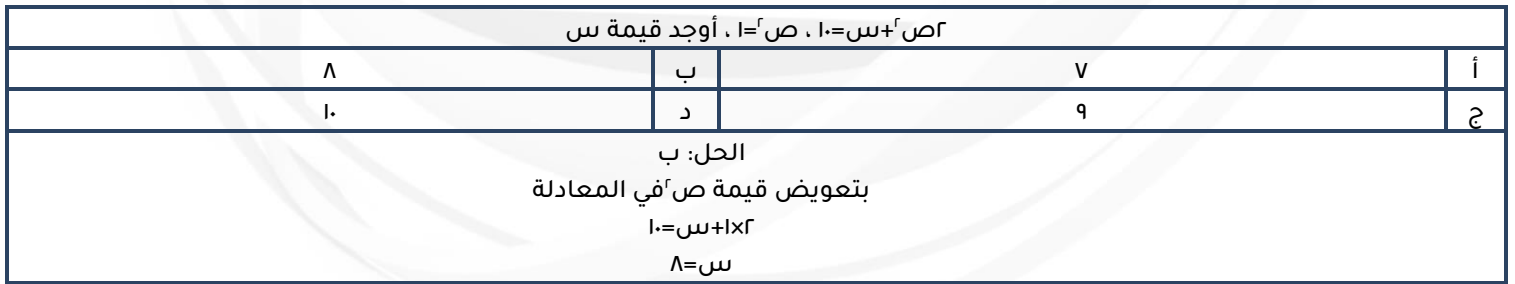 ٢ص٢+س=١٠ ، ص٢=١ ، أوجد قيمة س
أ ٧ ب ٨
ج ٩ د ١٠
الحل: ب
بتعويض قيمة ص٢في المعادلة
٢×١+س=١٠
س=٨